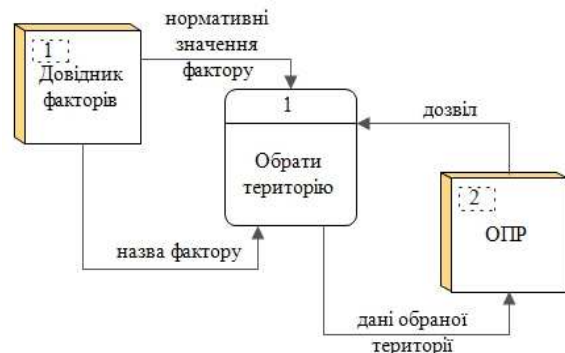 нормативні
значення
фактору
1
Довідник
факторів
1
Обрати
територію
дозвіл
2
ОПР
назва фактору
дані обраної
території